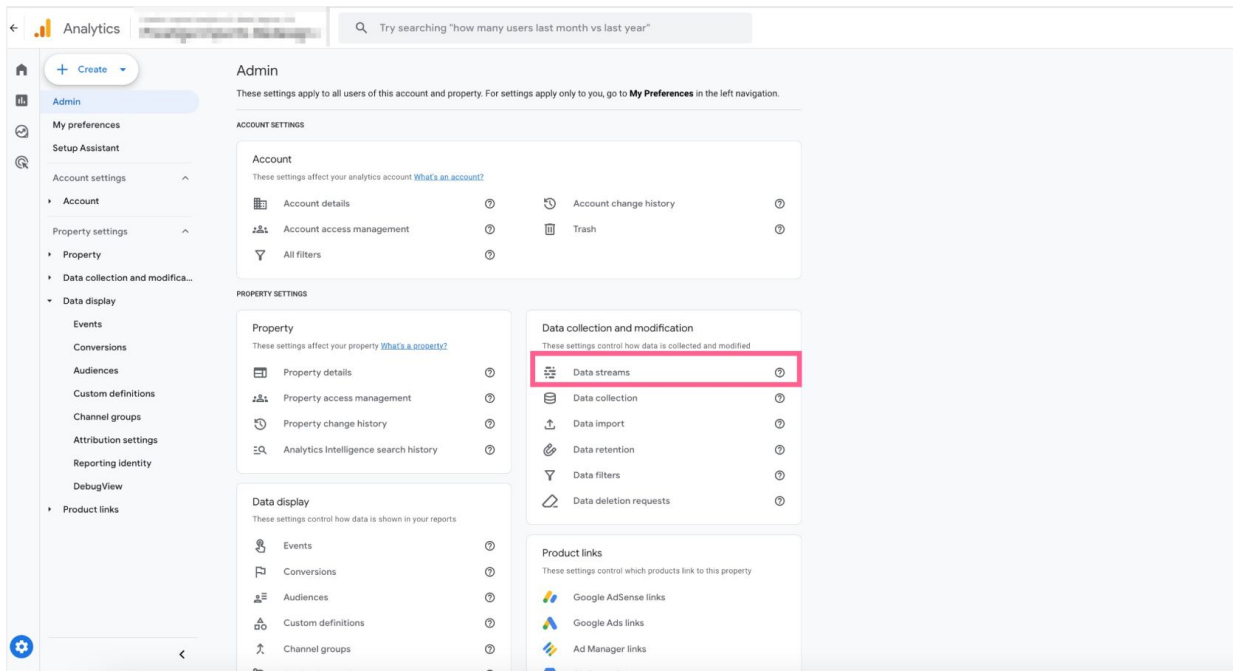 Analytics
Try searching "how many users last month vs last year"
Create
Admin
My preferences
Setup Assistant
Account settings
Account
Property settings
Property
Data collection and modifica...
Data display
Events
Conversions
Audiences
Custom definitions
Channel groups
Attribution settings
Reporting identity
DebugView
Product links
Admin
These settings apply to all users of this account and property. For settings apply only to you, go to My Preferences in the left navigation.
ACCOUNT SETTINGS
Account
These settings affect your analytics account What's an account?
Account details
Account access management
All filters
Account change history
Trash
PROPERTY SETTINGS
Property
These settings affect your property What's a property?
Property details
Property access management
Property change history
Analytics Intelligence search history
Data display
These settings control how data is shown in your reports
Events
Conversions
Audiences
Custom definitions
Channel groups
Data collection and modification
These settings control how data is collected and modified
Data streams
Data collection
Data import
Data retention
Data filters
Data deletion requests
Product links
These settings control which products link to this property
Google AdSense links
Google Ads links
Ad Manager links